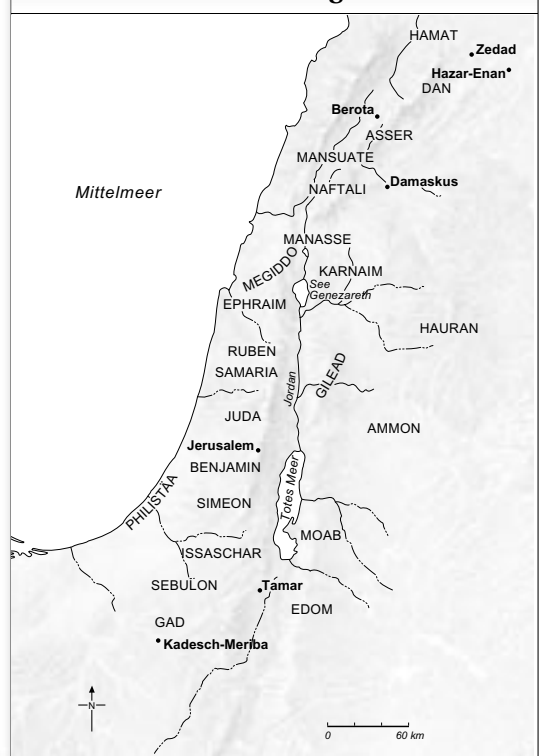 HAMAT
Zedad
Hazar-Enan
DAN
Berota
ASSER
MANSUATE
Damaskus
NAFTALI
Mittelmeer
MANASSE
MEGIDDO
KARNAIM
See
Genezareth
EPHRAIM
HAURAN
RUBEN
SAMARIA
GILEAD
Jordan
JUDA
AMMON
Jerusalem
BENJAMIN
Totes Meer
PHILISTÄA
SIMEON
MOAB
ISSASCHAR
SEBULON
Tamar
EDOM
GAD
Kadesch-Meriba
N
0 60 km